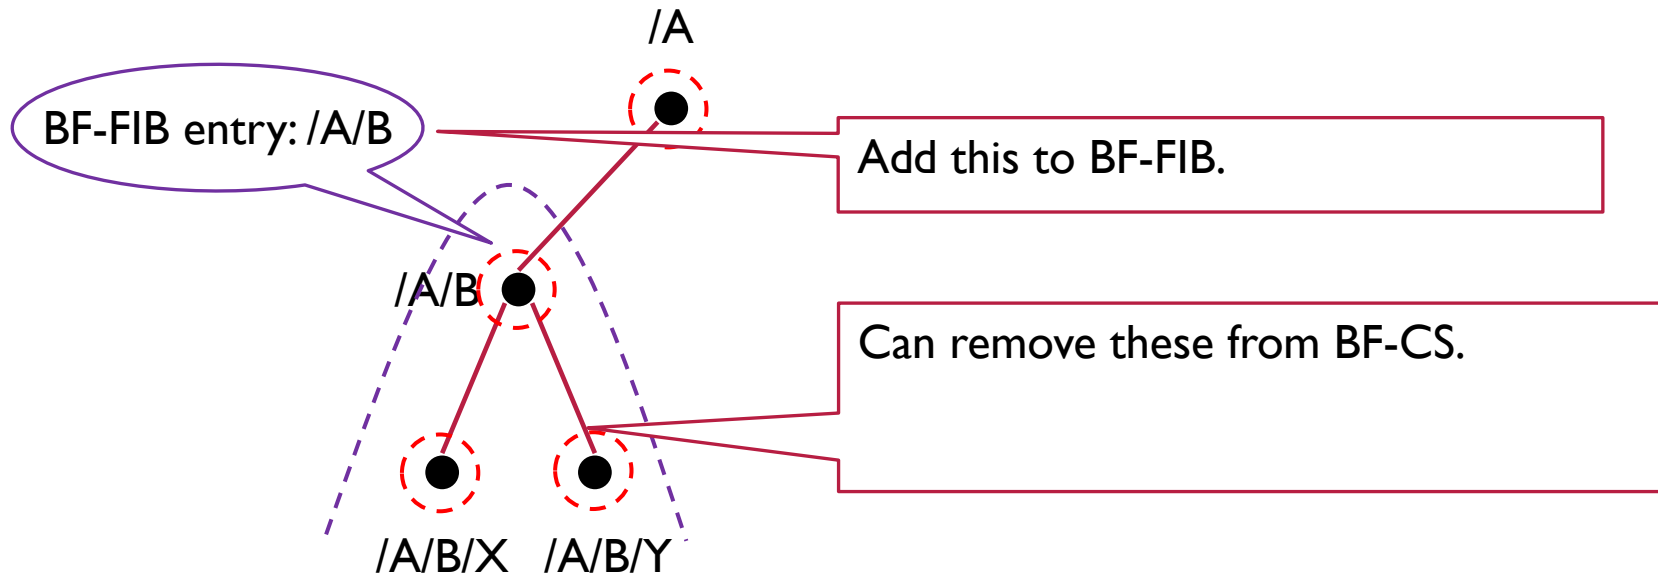 /A
BF-FIB entry: /A/B
Add this to BF-FIB.
/A/B
Can remove these from BF-CS.
/A/B/X
/A/B/Y